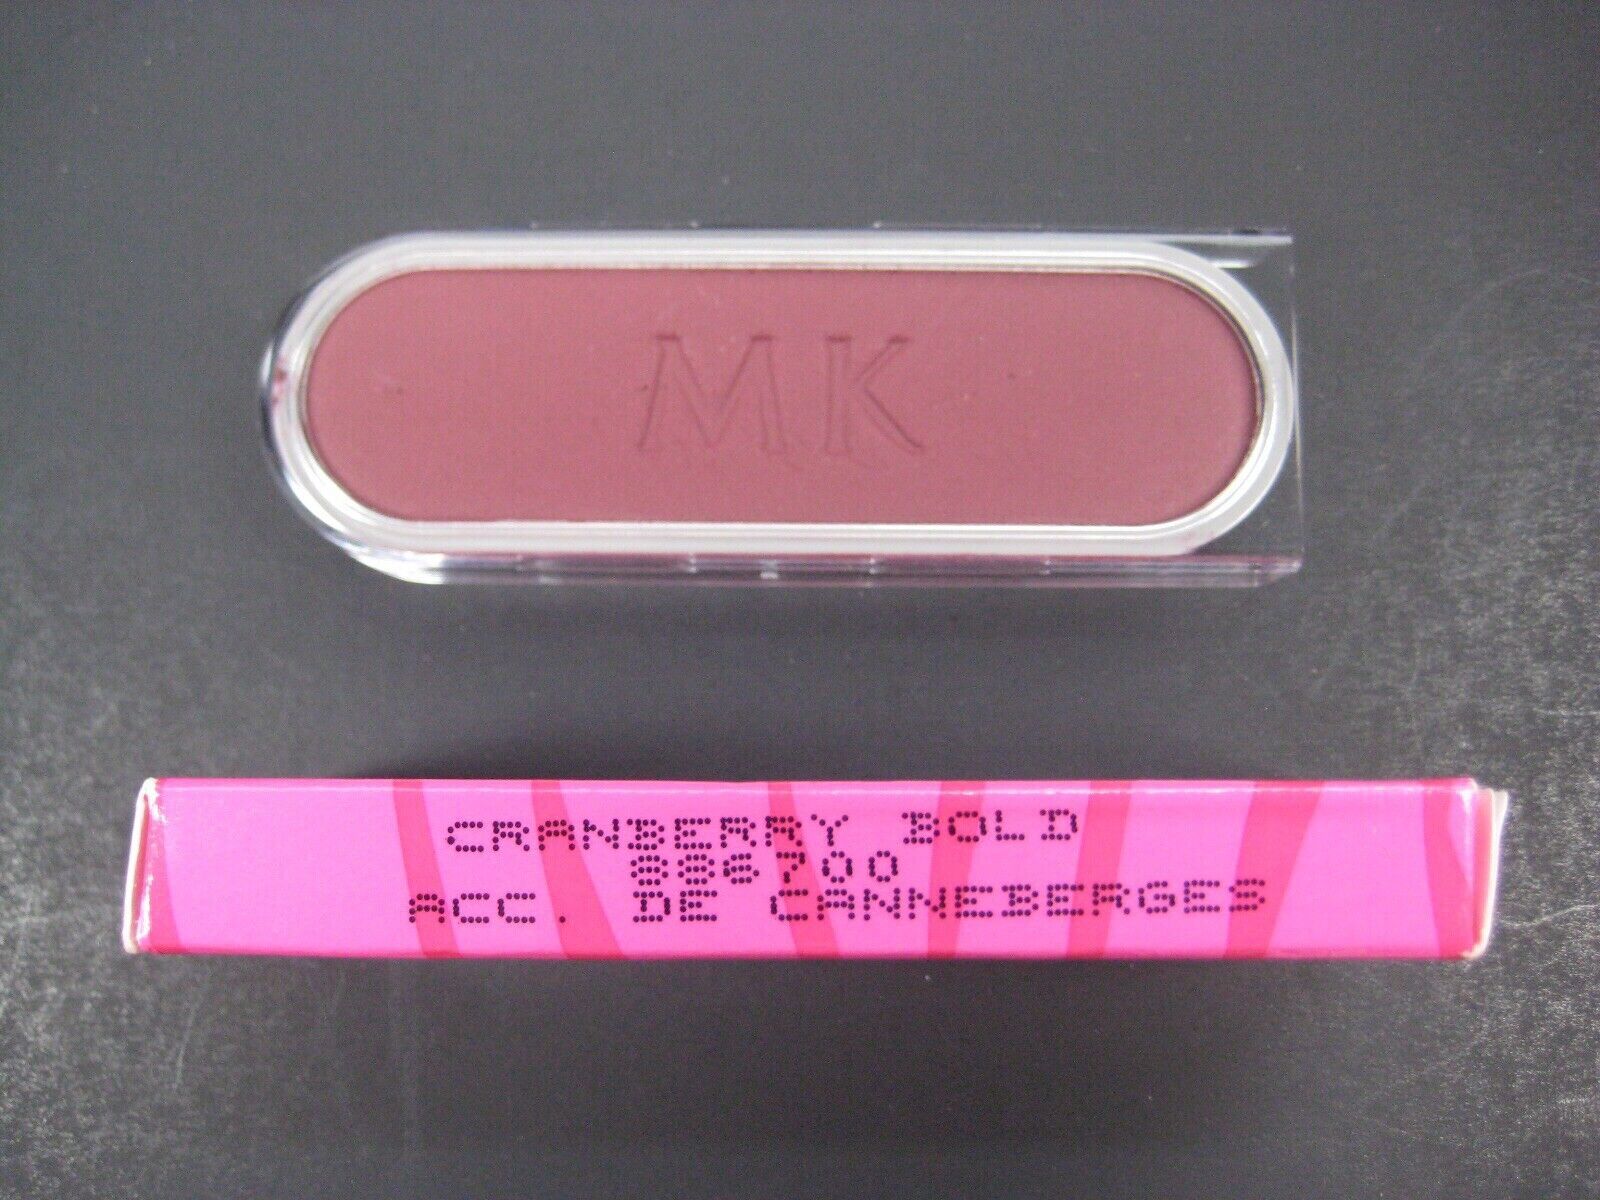 MK
CRANBERRY BOLD
886700
ACC. DE CANNEBERGES